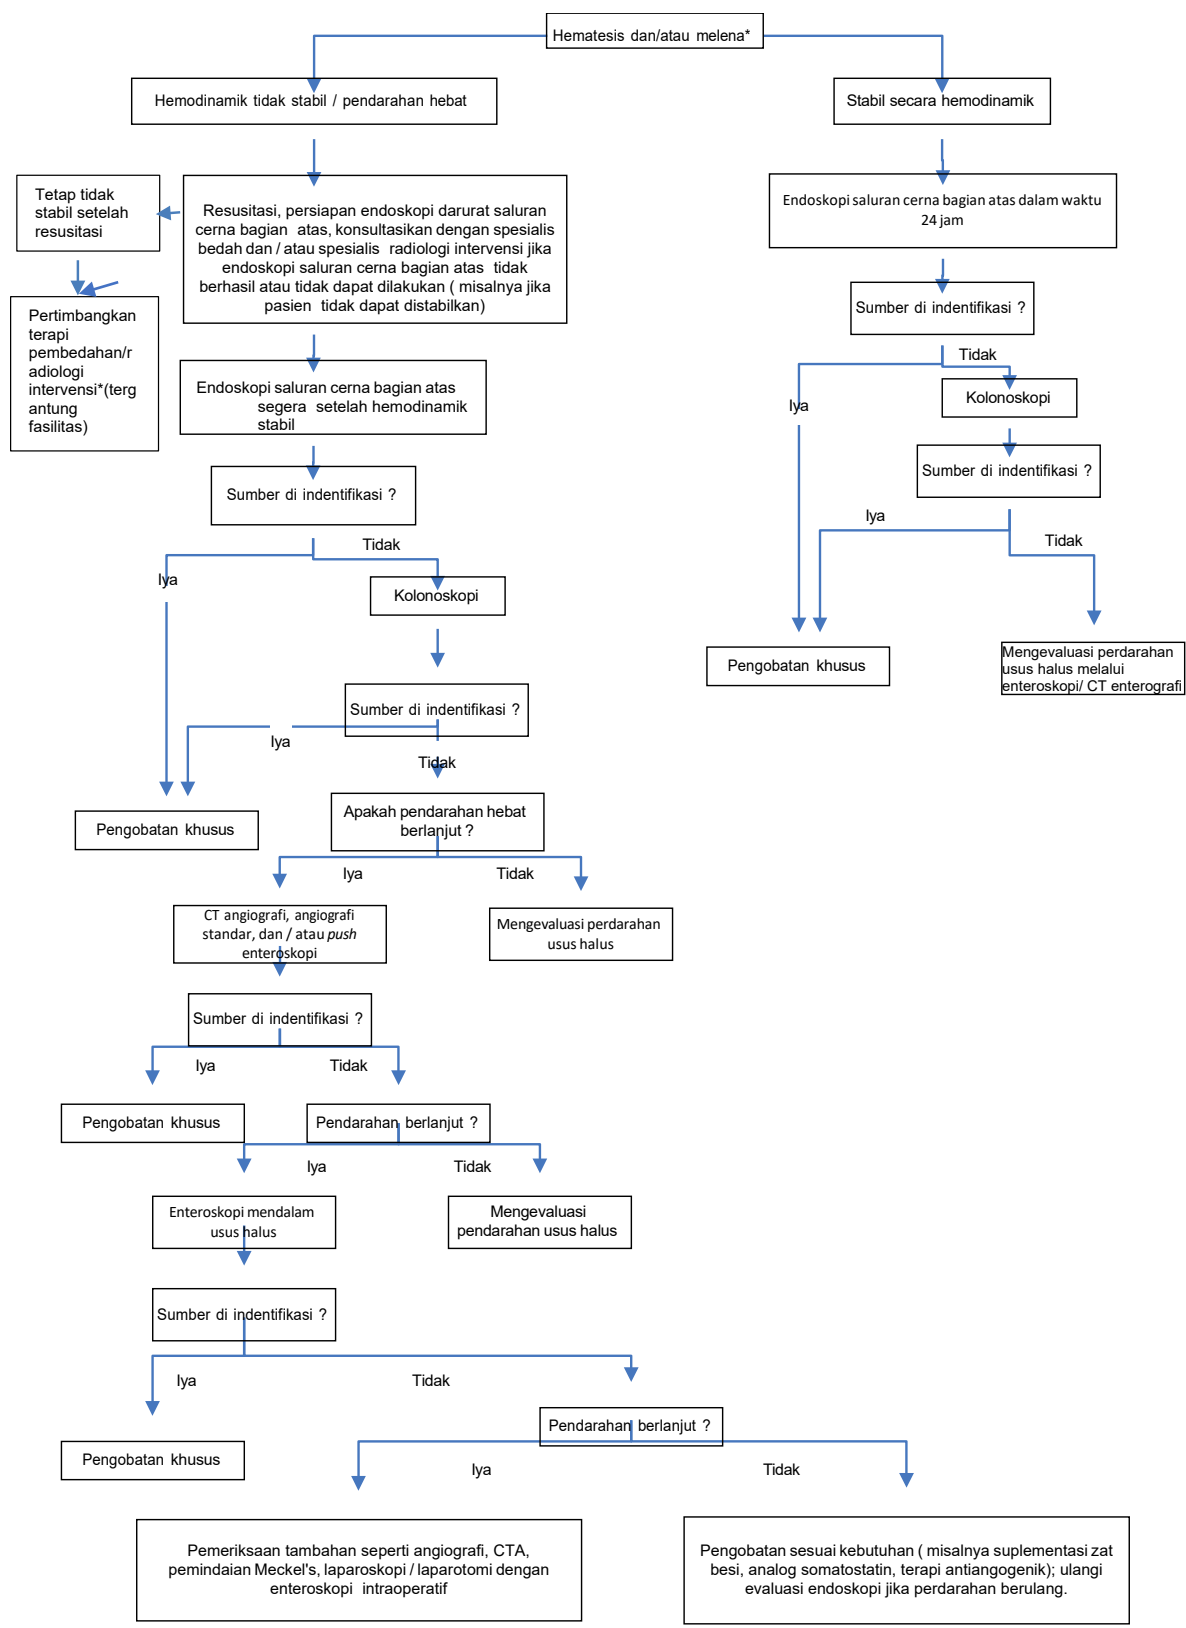 Hematesis dan/atau melena*
Hemodinamik tidak stabil / pendarahan hebat
Stabil secara hemodinamik
Tetap tidak
stabil setelah
resusitasi
Resusitasi, persiapan endoskopi darurat saluran
cerna bagian atas, konsultasikan dengan spesialis
bedah dan / atau spesialis radiologi intervensi jika
endoskopi saluran cerna bagian atas tidak
berhasil atau tidak dapat dilakukan ( misalnya jika
pasien tidak dapat distabilkan)
Endoskopi saluran cerna bagian atas dalam waktu
24 jam
Pertimbangkan
terapi
pembedahan/r
adiologi
intervensi*(terg
antung
fasilitas)
Sumber di indentifikasi ?
Tidak
Iya
Kolonoskopi
Endoskopi saluran cerna bagian atas
segera setelah hemodinamik
stabil
Sumber di indentifikasi ?
Iya
Tidak
Sumber di indentifikasi ?
Tidak
Iya
Kolonoskopi
Pengobatan khusus
Mengevaluasi perdarahan
usus halus melalui
enteroskopi/ CT enterografi
Sumber di indentifikasi ?
Iya
Tidak
Pengobatan khusus
Apakah pendarahan hebat
berlanjut ?
Iya
Tidak
CT angiografi, angiografi
standar, dan / atau push
enteroskopi
Mengevaluasi perdarahan
usus halus
Sumber di indentifikasi ?
Iya
Tidak
Pengobatan khusus
Pendarahan berlanjut ?
Iya
Tidak
Enteroskopi mendalam
usus halus
Mengevaluasi
pendarahan usus halus
Sumber di indentifikasi ?
Iya
Tidak
Pengobatan khusus
Pendarahan berlanjut ?
Iya
Tidak
Pemeriksaan tambahan seperti angiografi, CTA,
pemindaian Meckel's, laparoskopi / laparotomi dengan
enteroskopi intraoperatif
Pengobatan sesuai kebutuhan ( misalnya suplementasi zat
besi, analog somatostatin, terapi antiangogenik); ulangi
evaluasi endoskopi jika perdarahan berulang.